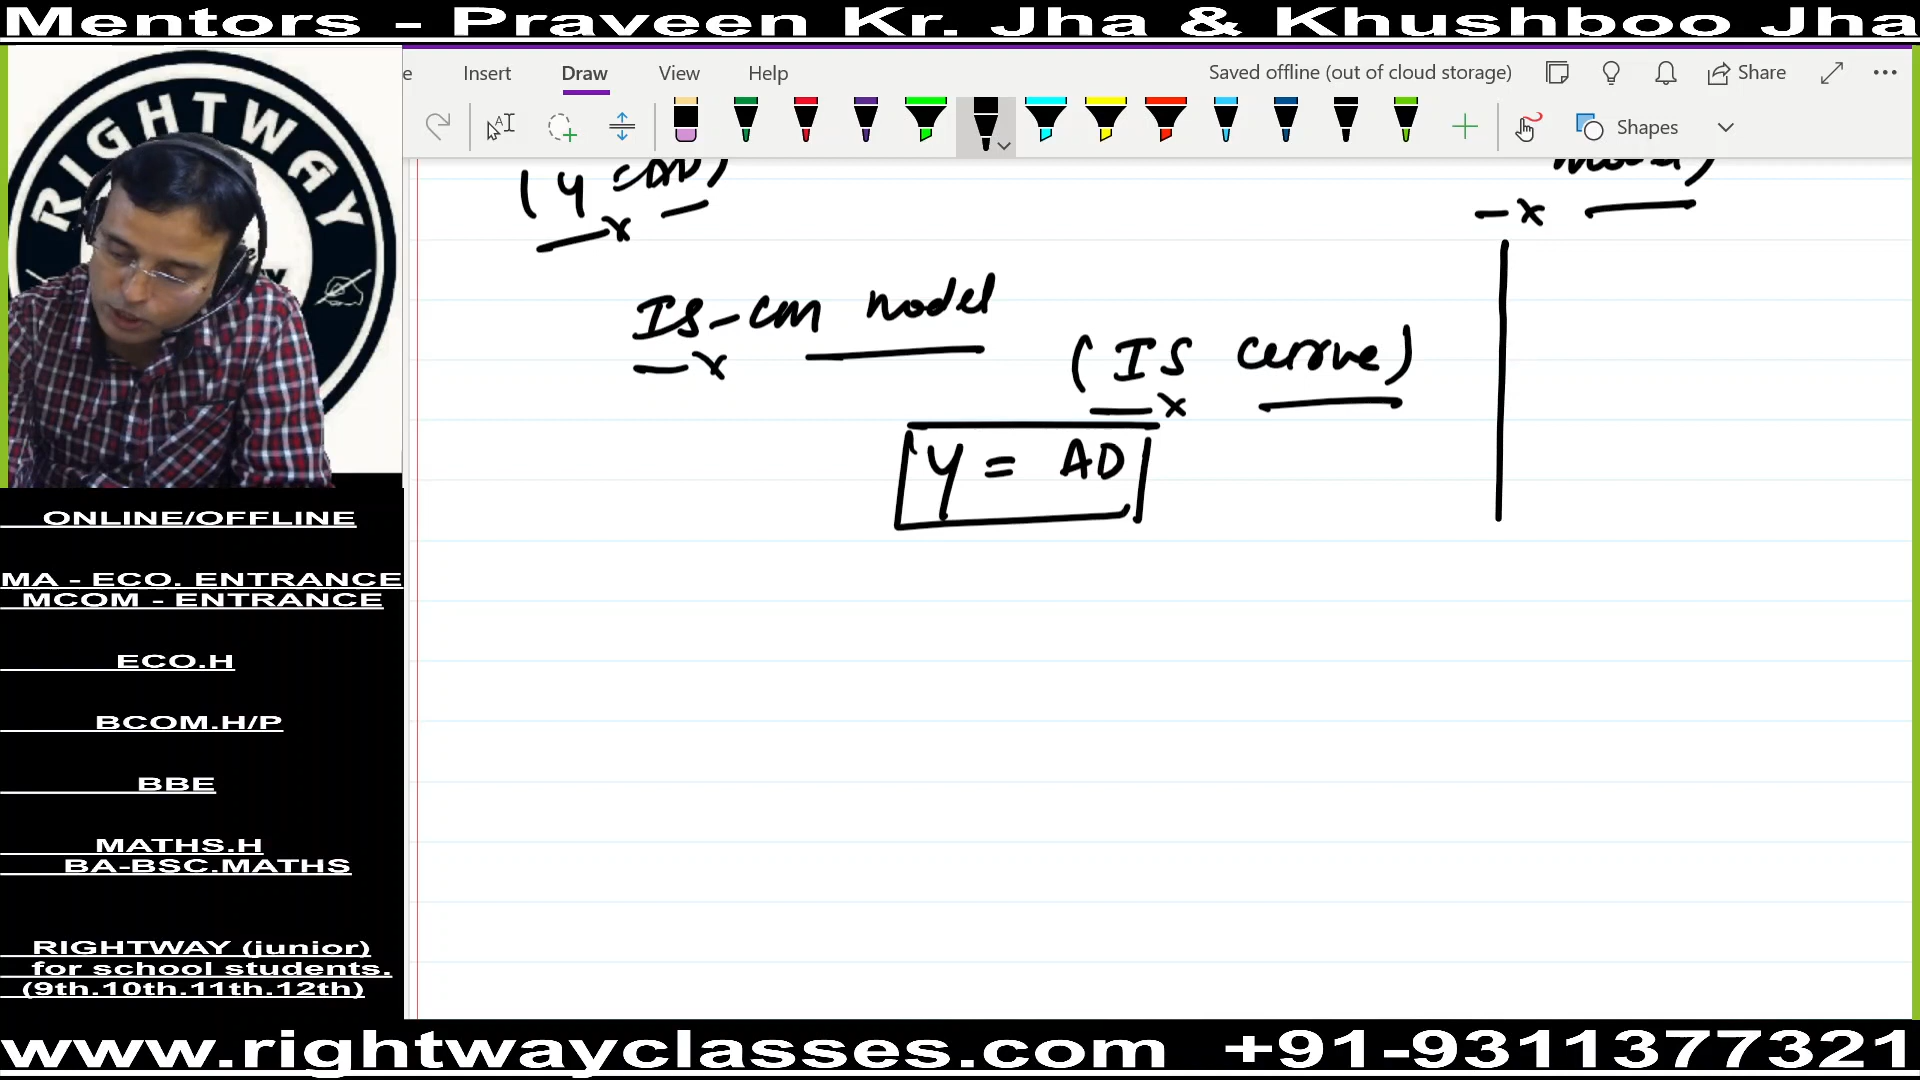 Mentors - Praveen Kr. Jha & Khushboo Jha
Insert Draw View Help
Saved offline (out of cloud storage)
Share
Shapes
RIGHTWAY
(Y = AD)
model)
IS-LM model
(IS curve)
Y = AD
ONLINE/OFFLINE
MA - ECO. ENTRANCE
MCOM - ENTRANCE
ECO.H
BCOM.H/P
BBE
MATHS.H
BA-BSC.MATHS
RIGHTWAY (junior)
for school students.
(9th.10th.11th.12th)
www.rightwayclasses.com +91-9311377321